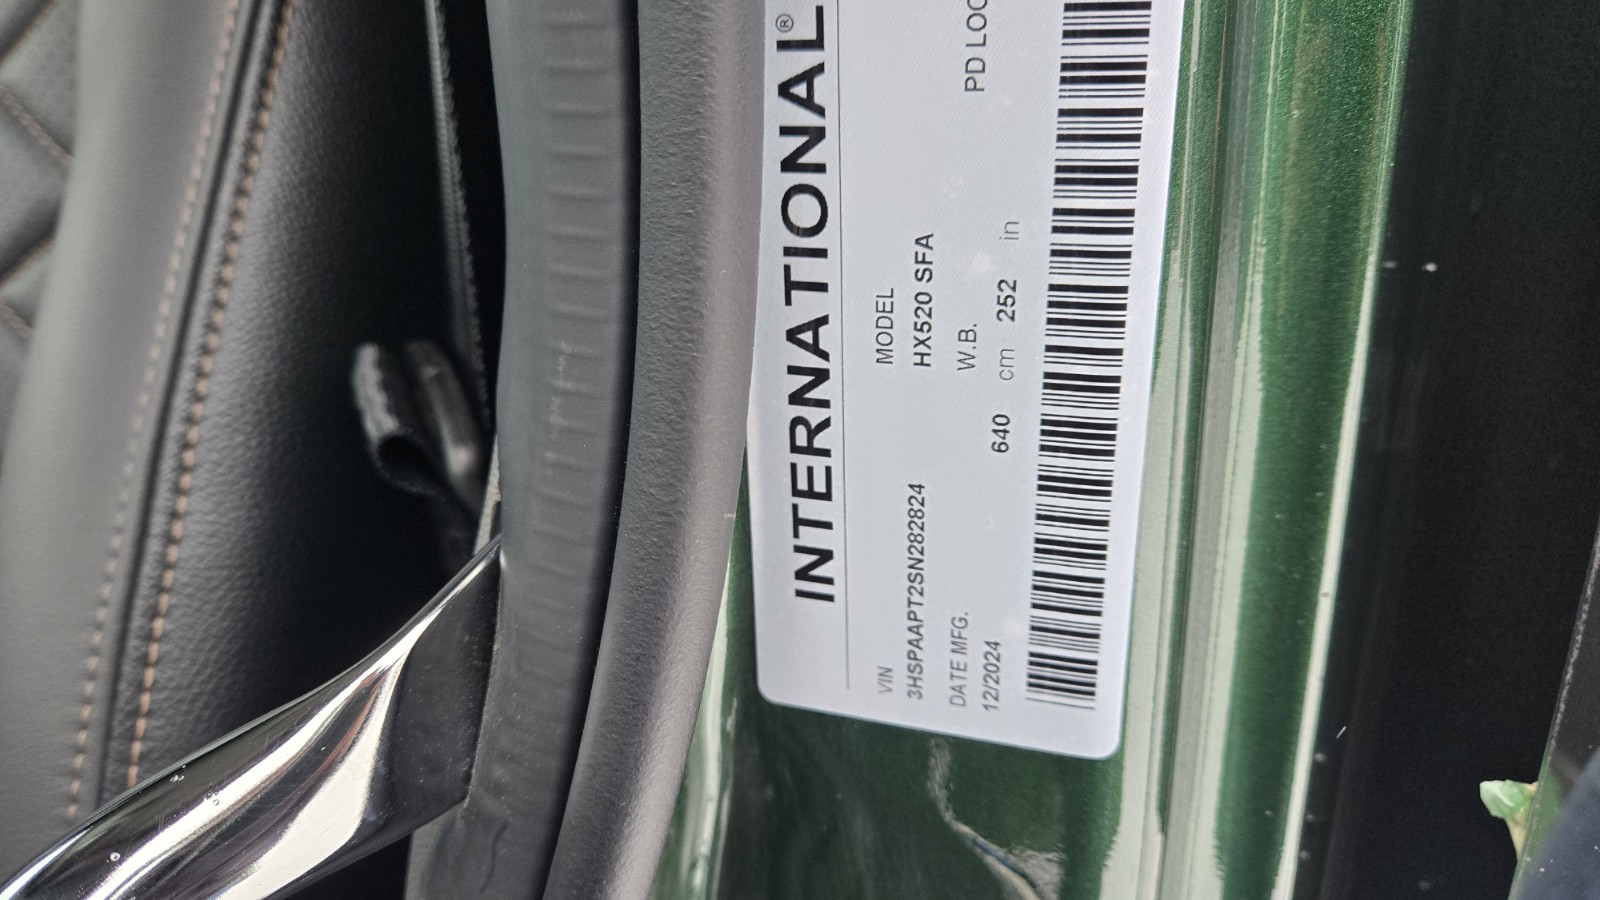 INTERNATIONAL®
VIN
3HSPAAPT2SN282824
MODEL
HX520 SFA
DATE MFG.
12/2024
W.B.
640 cm 252 in
PD LOC